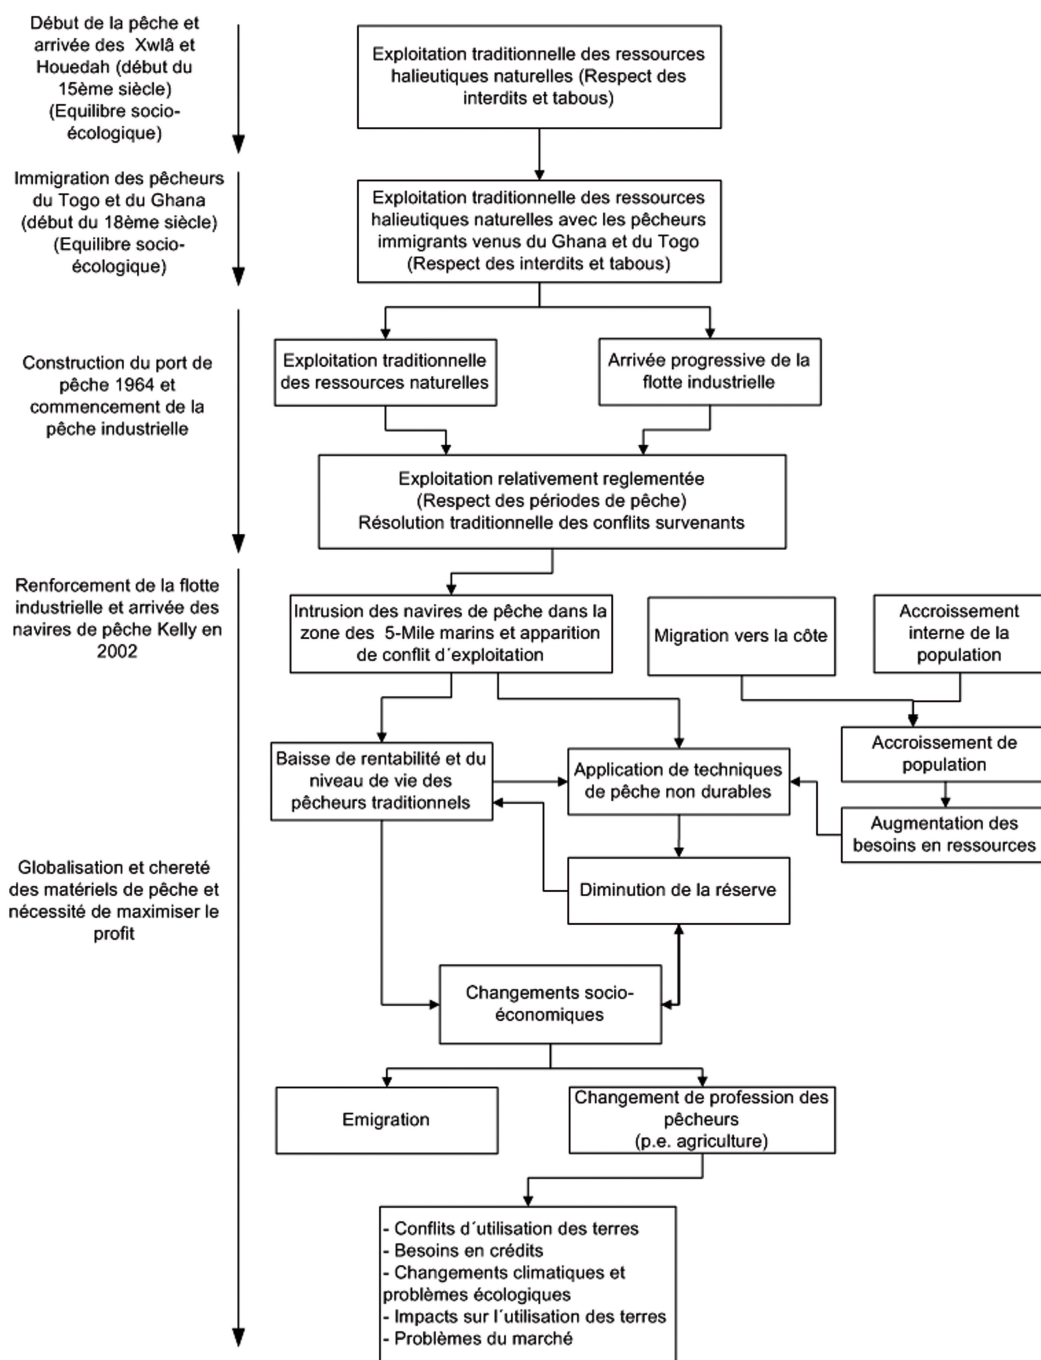 Début de la pêche et
arrivée des Xwlâ et
Houedah (début du
15ème siècle)
(Equilibre socio-
écologique)
Exploitation traditionnelle des ressources
halieutiques naturelles (Respect des
interdits et tabous)
Immigration des pêcheurs
du Togo et du Ghana
(début du 18ème siècle)
(Equilibre socio-
écologique)
Exploitation traditionnelle des ressources
halieutiques naturelles avec les pêcheurs
immigrants venus du Ghana et du Togo
(Respect des interdits et tabous)
Construction du port de
pêche 1964 et
commencement de la
pêche industrielle
Exploitation traditionnelle
des ressources naturelles
Arrivée progressive de la
flotte industrielle
Exploitation relativement reglementée
(Respect des périodes de pêche)
Résolution traditionnelle des conflits survenants
Renforcement de la flotte
industrielle et arrivée des
navires de pêche Kelly en
2002
Intrusion des navires de pêche dans la
zone des 5-Mile marins et apparition
de conflit d´exploitation
Migration vers la côte
Accroissement
interne de la
population
Baisse de rentabilité et du
niveau de vie des
pêcheurs traditionnels
Application de techniques
de pêche non durables
Accroissement de
population
Augmentation des
besoins en ressources
Globalisation et chereté
des matériels de pêche et
nécessité de maximiser le
profit
Diminution de la réserve
Changements socio-
économiques
Emigration
Changement de profession des
pêcheurs
(p.e. agriculture)
- Conflits d´utilisation des terres
- Besoins en crédits
- Changements climatiques et
problèmes écologiques
- Impacts sur l´utilisation des terres
- Problèmes du marché